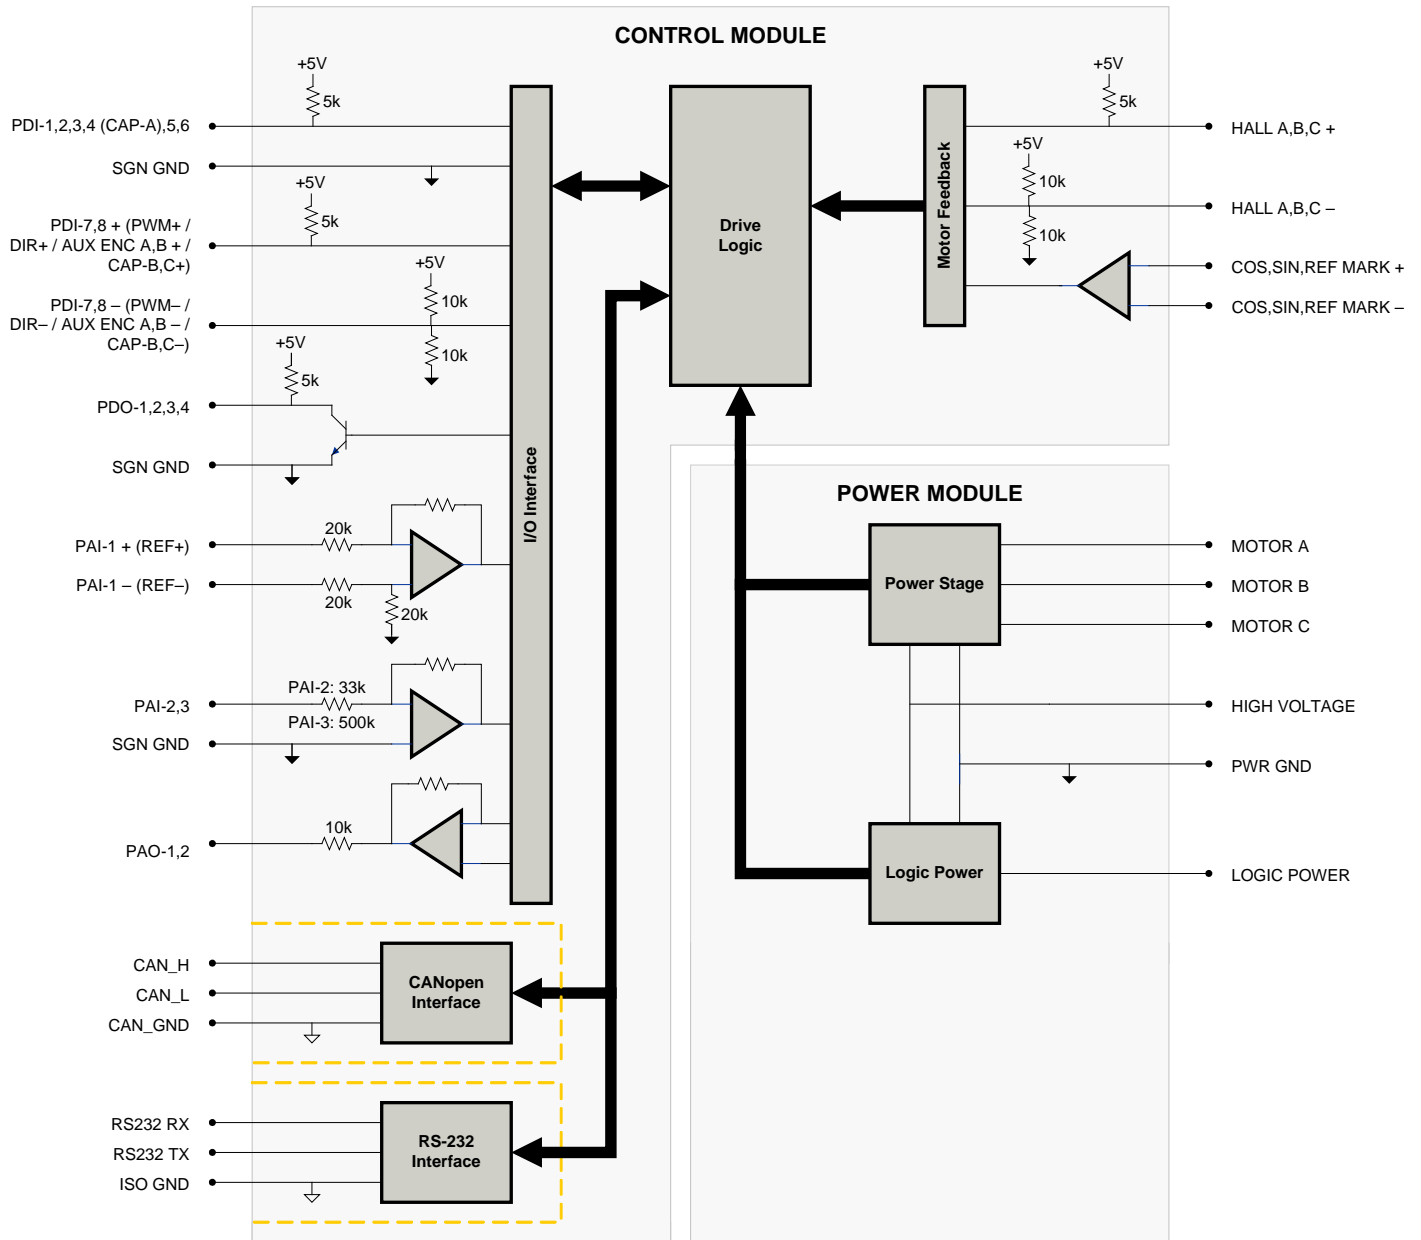 CONTROL MODULE
+5V
5k
PDI-1,2,3,4 (CAP-A),5,6
SGN GND
+5V
5k
PDI-7,8 + (PWM+ /
DIR+ / AUX ENC A,B + /
CAP-B,C+)
+5V
10k
10k
PDI-7,8 – (PWM– /
DIR– / AUX ENC A,B – /
CAP-B,C–)
+5V
5k
PDO-1,2,3,4
SGN GND
20k
PAI-1 + (REF+)
PAI-1 – (REF–)
20k
20k
PAI-2: 33k
PAI-2,3
PAI-3: 500k
SGN GND
10k
PAO-1,2
I/O Interface
CAN_H
CAN_L
CAN_GND
CANopen
Interface
RS232 RX
RS232 TX
ISO GND
RS-232
Interface
Drive
Logic
Motor Feedback
+5V
5k
HALL A,B,C +
+5V
10k
10k
HALL A,B,C –
COS,SIN,REF MARK +
COS,SIN,REF MARK –
POWER MODULE
Power Stage
MOTOR A
MOTOR B
MOTOR C
HIGH VOLTAGE
PWR GND
Logic Power
LOGIC POWER